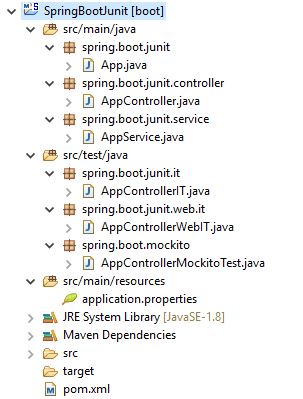 SpringBootJunit [boot]
src/main/java
spring.boot.junit
App.java
spring.boot.junit.controller
AppController.java
spring.boot.junit.service
AppService.java
src/test/java
spring.boot.junit.it
AppControllerIT.java
spring.boot.junit.web.it
AppControllerWebIT.java
spring.boot.mockito
AppControllerMockitoTest.java
src/main/resources
application.properties
JRE System Library [JavaSE-1.8]
Maven Dependencies
src
target
pom.xml